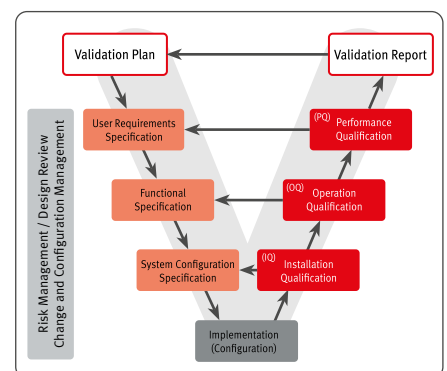 Validation Plan
Validation Report
User Requirements
Specification
(PQ) Performance
Qualification
Functional
Specification
(OQ) Operation
Qualification
System Configuration
Specification
(IQ) Installation
Qualification
Implementation
(Configuration)
Risk Management / Design Review
Change and Configuration Management